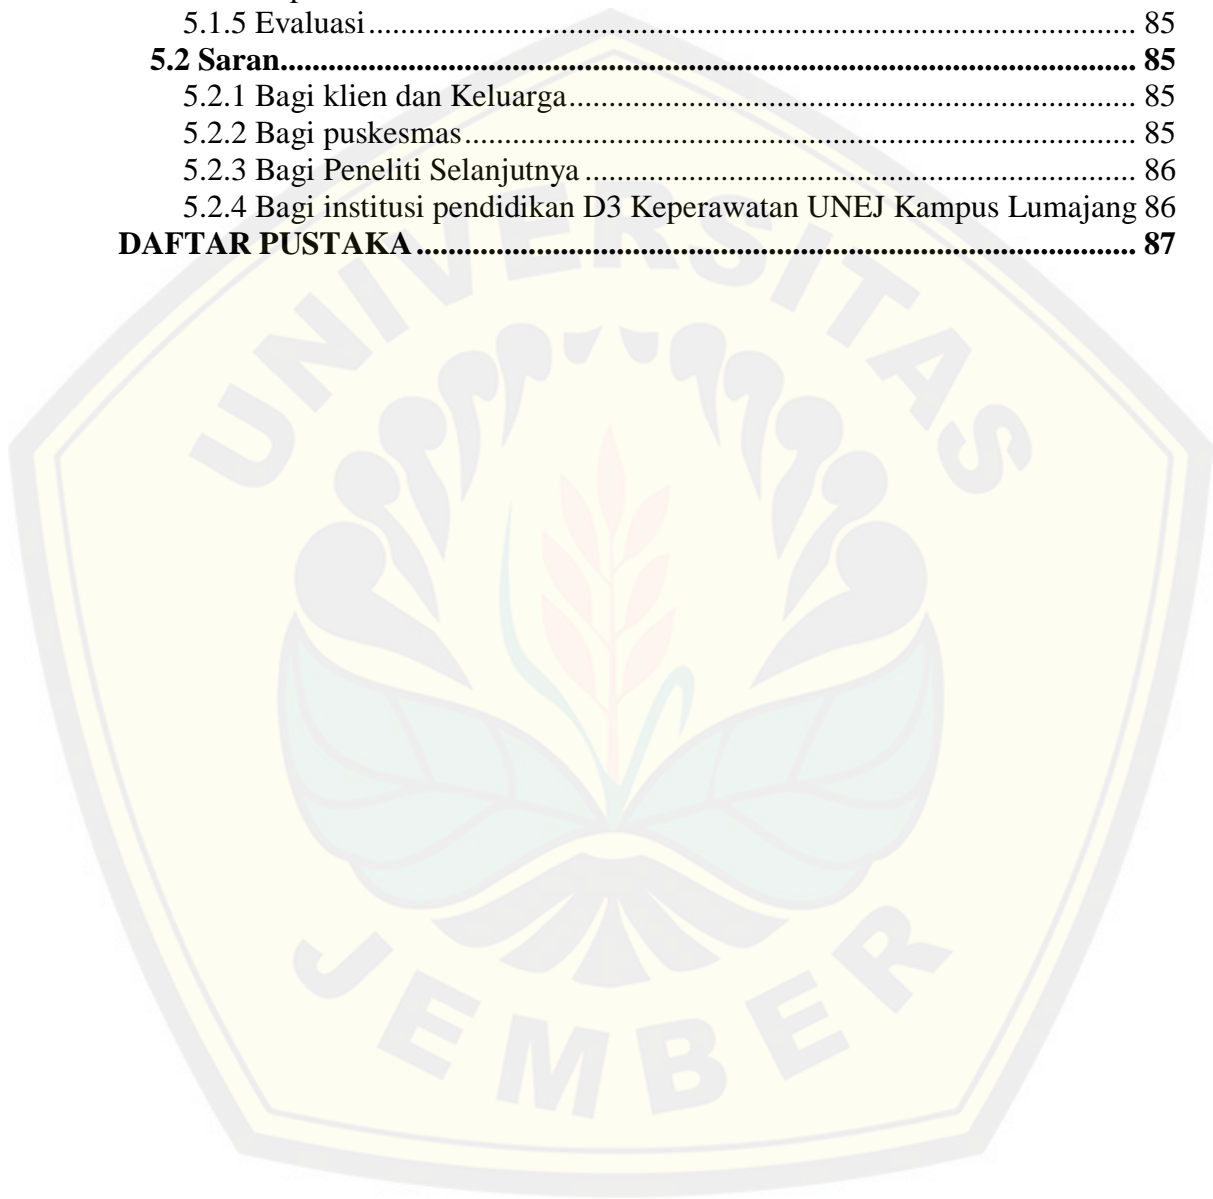 5.1.5 Evaluasi.................................................................................................. 85
5.2 Saran............................................................................................................ 85
5.2.1 Bagi klien dan Keluarga........................................................................ 85
5.2.2 Bagi puskesmas..................................................................................... 85
5.2.3 Bagi Peneliti Selanjutnya...................................................................... 86
5.2.4 Bagi institusi pendidikan D3 Keperawatan UNEJ Kampus Lumajang 86
DAFTAR PUSTAKA.......................................................................................... 87
UNIVERSITAS
JEMBER